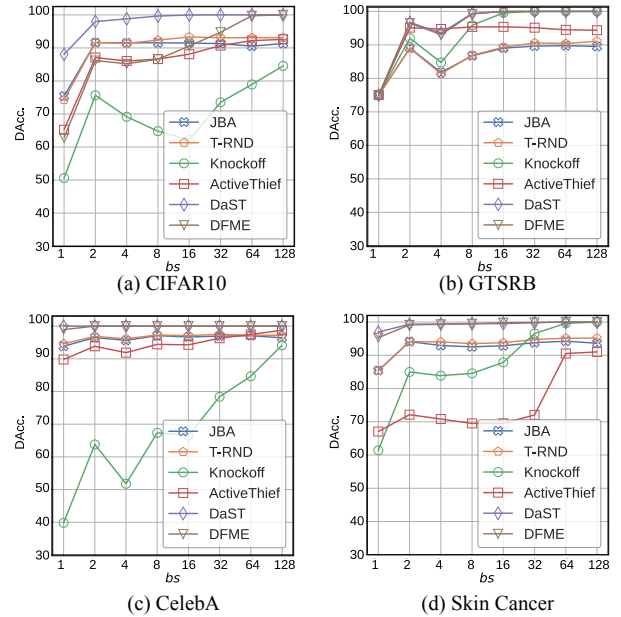 100
90
80
70
60
50
40
30
DAcc.
JBA
T-RND
Knockoff
ActiveThief
DaST
DFME
1 2 4 8 16 32 64 128
bs
(a) CIFAR10
100
90
80
70
60
50
40
30
DAcc.
JBA
T-RND
Knockoff
ActiveThief
DaST
DFME
1 2 4 8 16 32 64 128
bs
(b) GTSRB
100
90
80
70
60
50
40
30
DAcc.
JBA
T-RND
Knockoff
ActiveThief
DaST
DFME
1 2 4 8 16 32 64 128
bs
(c) CelebA
100
90
80
70
60
50
40
30
DAcc.
JBA
T-RND
Knockoff
ActiveThief
DaST
DFME
1 2 4 8 16 32 64 128
bs
(d) Skin Cancer